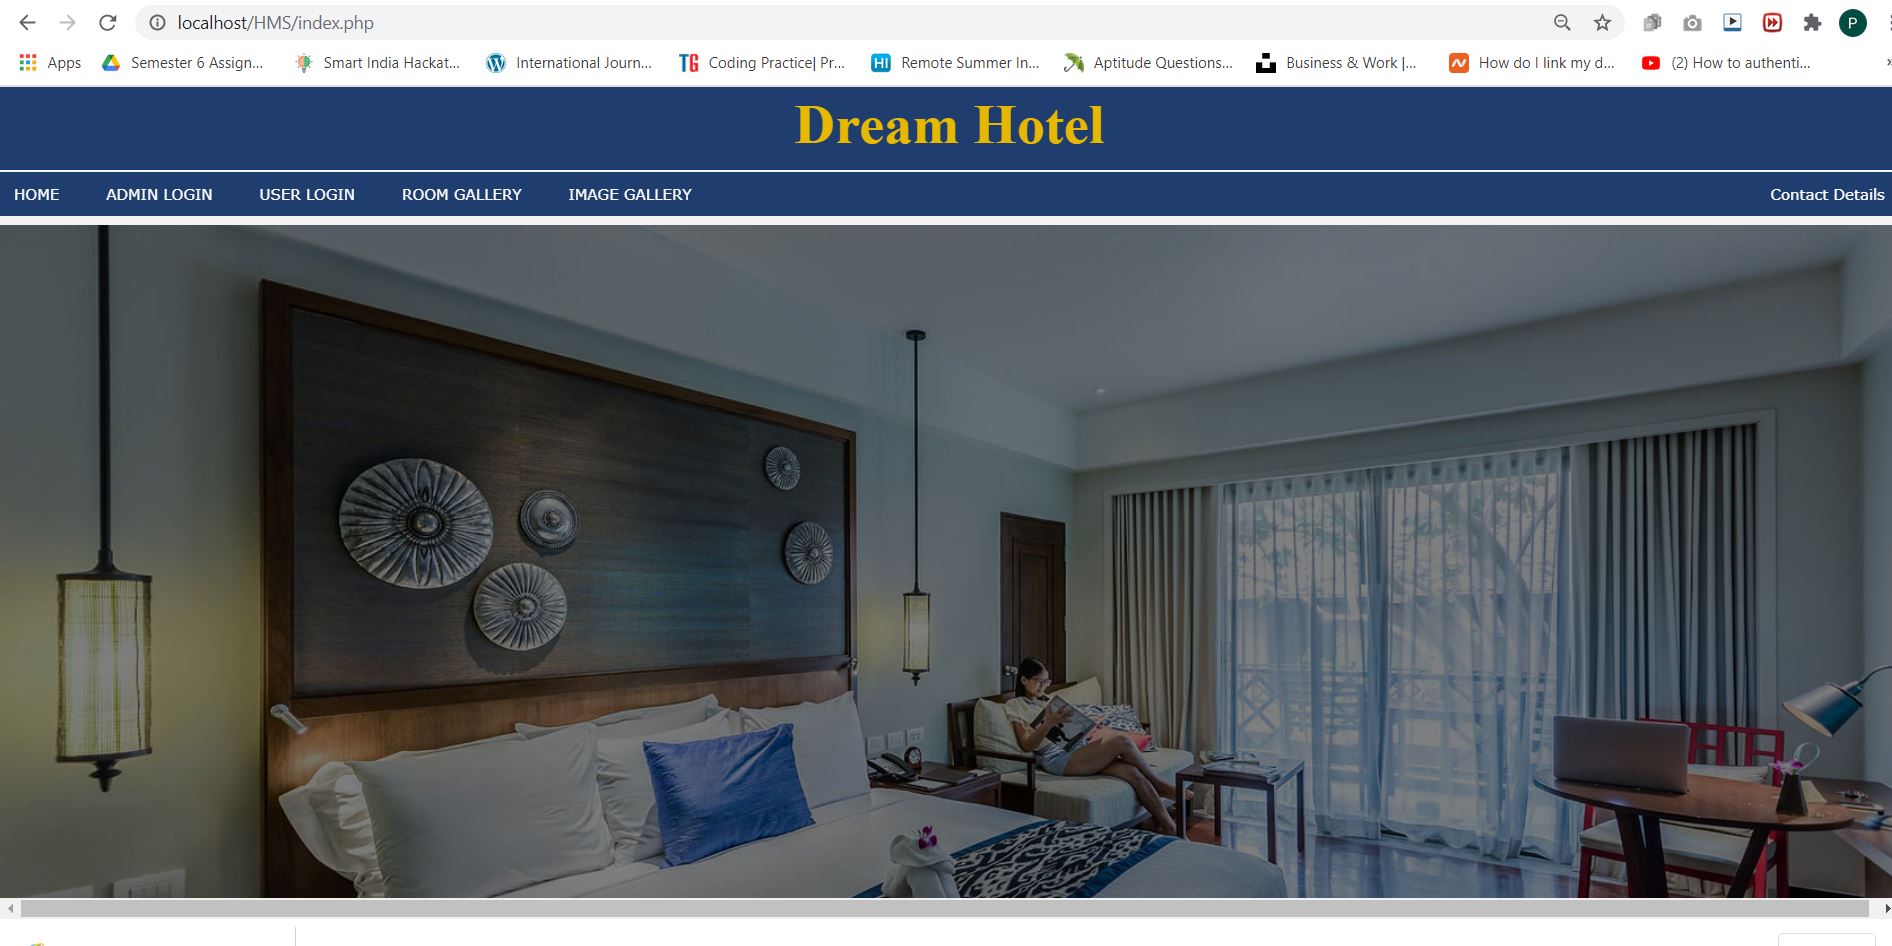 localhost/HMS/index.php
P
Apps Semester 6 Assign... Smart India Hackat... International Journ... TG Coding Practice| Pr... HI Remote Summer In... Aptitude Questions... Business & Work |... How do I link my d... (2) How to authenti... »
Dream Hotel
HOME ADMIN LOGIN USER LOGIN ROOM GALLERY IMAGE GALLERY Contact Details